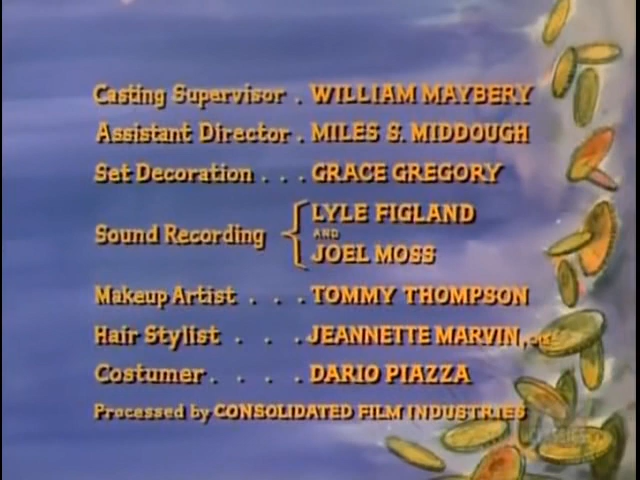 Casting Supervisor . WILLIAM MAYBERY
Assistant Director . MILES S. MIDDOUGH
Set Decoration . . . GRACE GREGORY
Sound Recording { LYLE FIGLAND
AND
JOEL MOSS
Makeup Artist . . . TOMMY THOMPSON
Hair Stylist . . . JEANNETTE MARVIN,
Costumer . . . . DARIO PIAZZA
Processed by CONSOLIDATED FILM INDUSTRIES